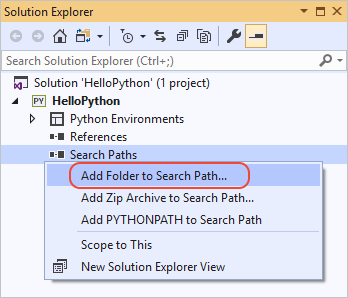 Solution Explorer
Search Solution Explorer (Ctrl+;)
Solution 'HelloPython' (1 project)
PY HelloPython
Python Environments
References
Search Paths
Add Folder to Search Path...
Add Zip Archive to Search Path...
Add PYTHONPATH to Search Path
Scope to This
New Solution Explorer View